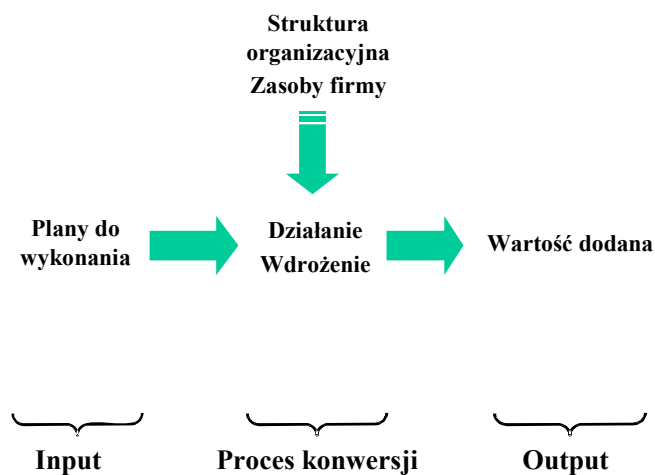 Struktura
organizacyjna
Zasoby firmy
Plany do
wykonania
Działanie
Wdrożenie
Wartość dodana
Input
Proces konwersji
Output